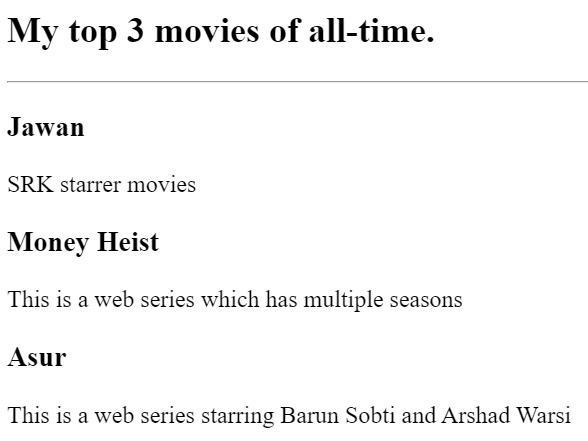 My top 3 movies of all-time.
Jawan
SRK starrer movies
Money Heist
This is a web series which has multiple seasons
Asur
This is a web series starring Barun Sobti and Arshad Warsi